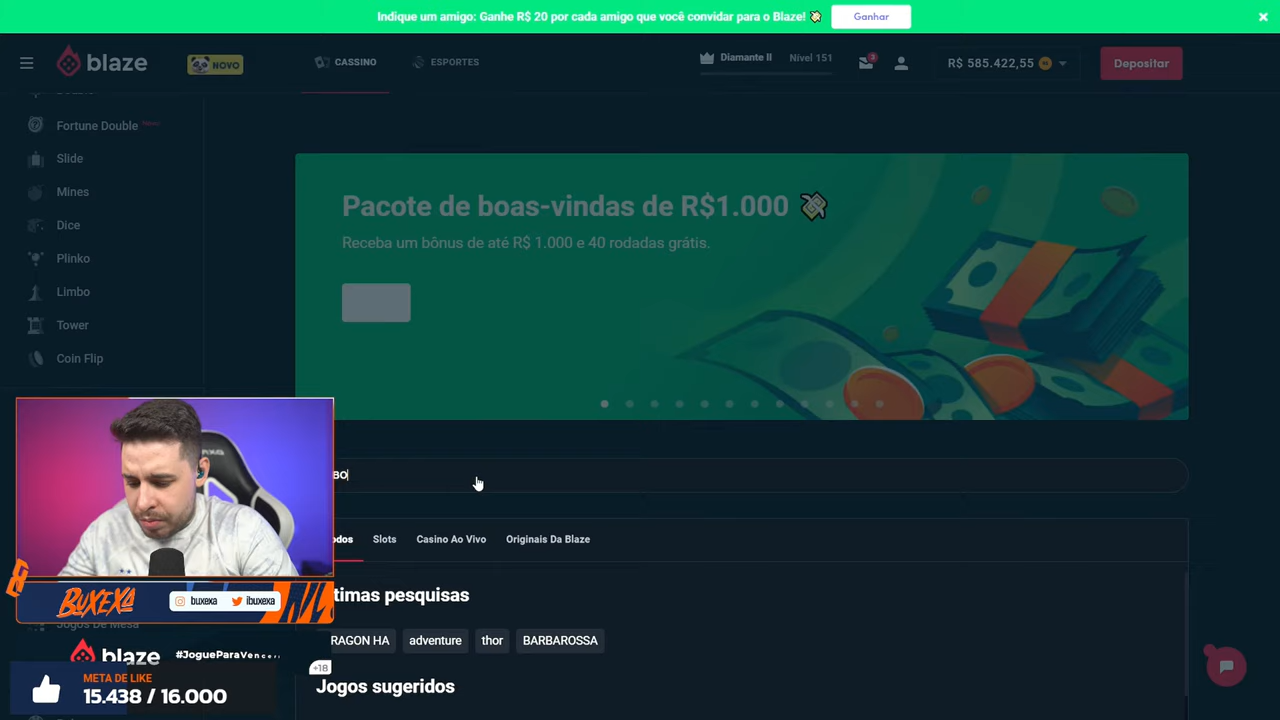 Indique um amigo: Ganhe R$ 20 por cada amigo que você convidar para o Blaze!
Ganhar
blaze
NOVO
CASSINO
ESPORTES
Diamante II
Nível 151
R$ 585.422,55
Depositar
Fortune Double
Slide
Mines
Dice
Plinko
Limbo
Tower
Coin Flip
Pacote de boas-vindas de R$1.000
Receba um bônus de até R$ 1.000 e 40 rodadas grátis.
BO
odos
Slots
Casino Ao Vivo
Originais Da Blaze
timas pesquisas
RAGON HA
adventure
thor
BARBAROSSA
Jogos sugeridos
BUXEXA
buxexa
ibuxexa
Jogos De Mesa
blaze
#JogueParaVencer
+18
META DE LIKE
15.438 / 16.000